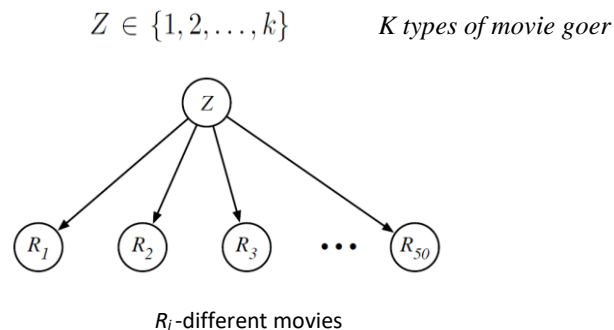 Z ∈ {1, 2, . . . , k} K types of movie goer
Z
R1 R2 R3 ••• R50
Ri-different movies